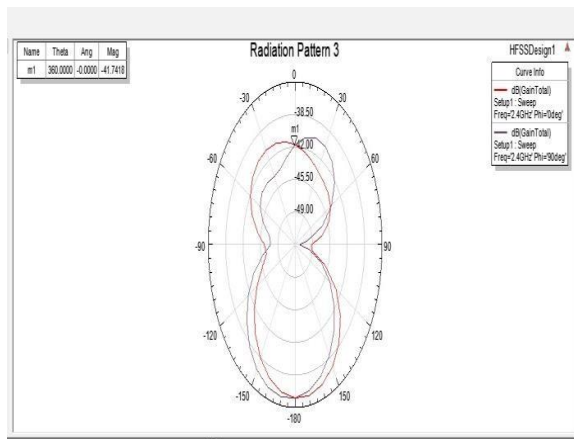 Radiation Pattern 3
HFSSDesign1
Name Theta Ang Mag
m1 360.0000 -0.0000 -41.7418
Curve Info
dB(GainTotal)
Setup1 : Sweep
Freq='2.4GHz' Phi='0deg'
dB(GainTotal)
Setup1 : Sweep
Freq='2.4GHz' Phi='90deg'
0
-30
30
-38.50
m1
-42.00
-60
60
-45.50
-49.00
-90
90
-120
120
-150
150
-180